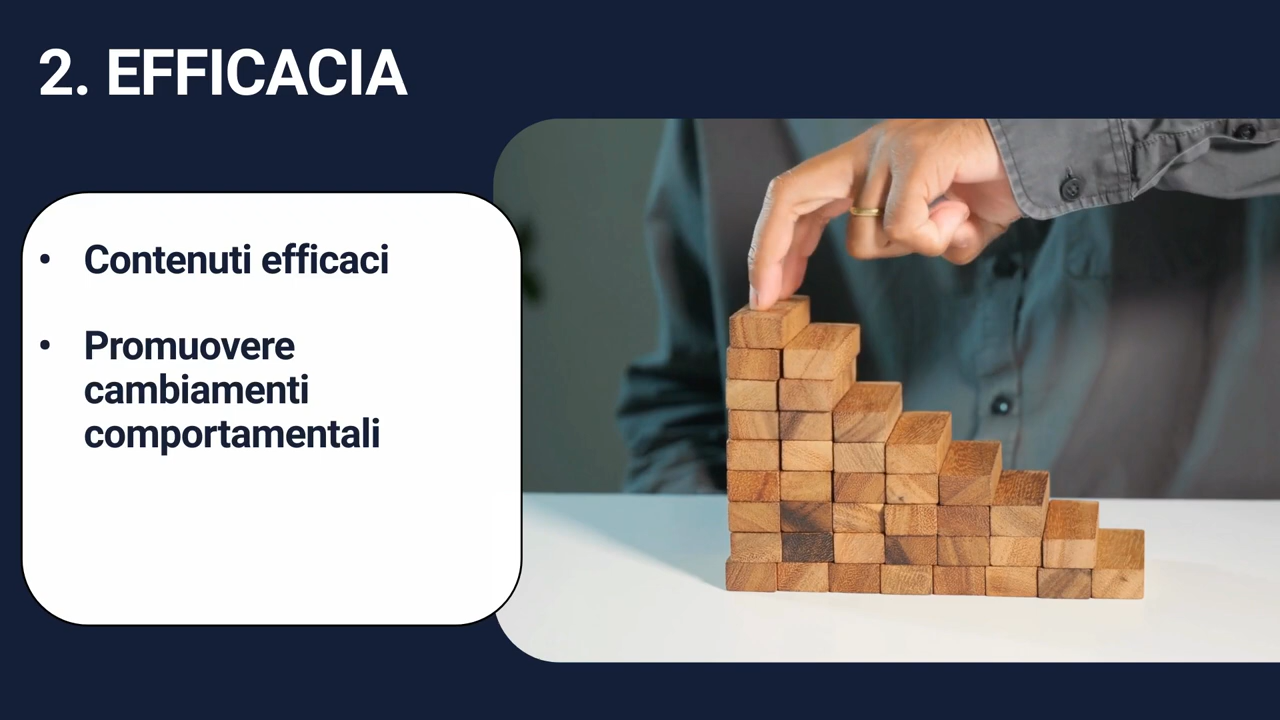 2. EFFICACIA
• Contenuti efficaci
• Promuovere
cambiamenti
comportamentali